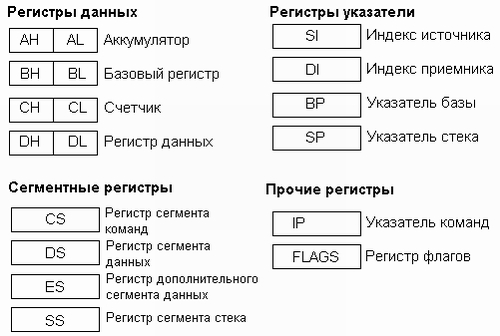 Регистры данных
AH AL Аккумулятор
BH BL Базовый регистр
CH CL Счетчик
DH DL Регистр данных
Регистры указатели
SI Индекс источника
DI Индекс приемника
BP Указатель базы
SP Указатель стека
Сегментные регистры
CS Регистр сегмента
команд
DS Регистр сегмента
данных
ES Регистр дополнительного
сегмента данных
SS Регистр сегмента стека
Прочие регистры
IP Указатель команд
FLAGS Регистр флагов